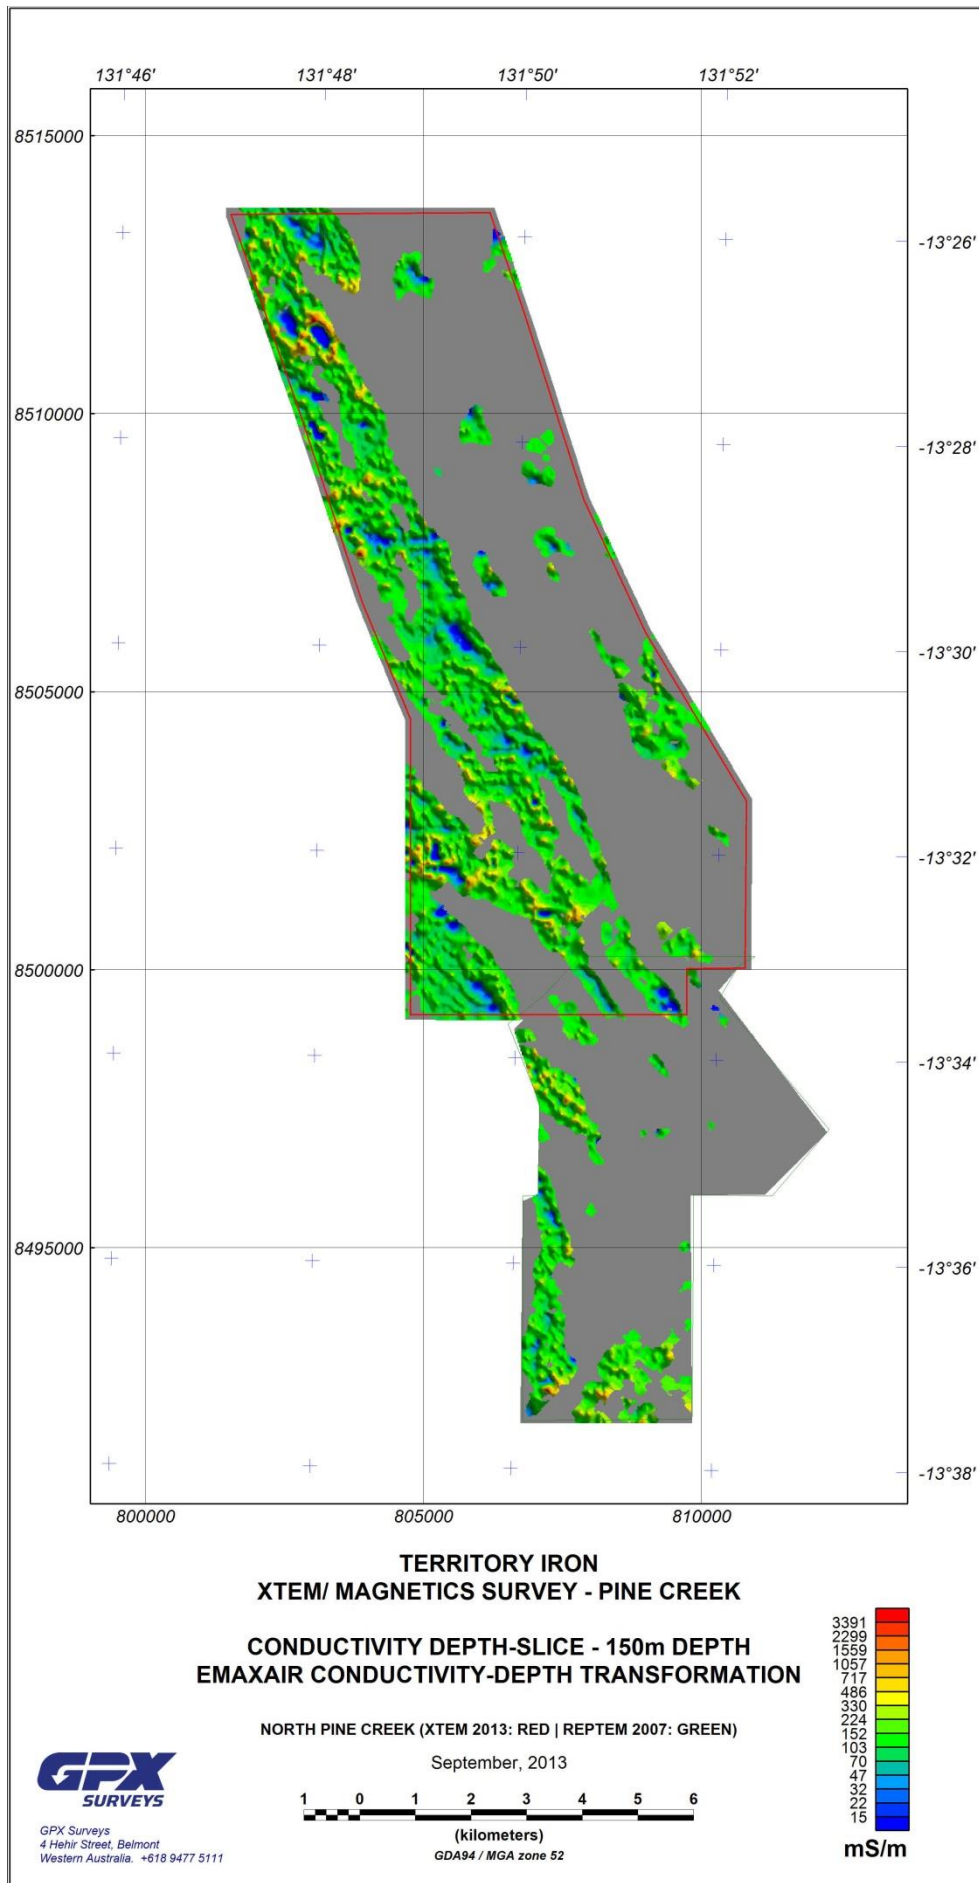 131°46' 131°48' 131°50' 131°52'
8515000
-13°26'
8510000
-13°28'
-13°30'
8505000
-13°32'
8500000
-13°34'
8495000
-13°36'
-13°38'
800000 805000 810000
TERRITORY IRON
XTEM/ MAGNETICS SURVEY - PINE CREEK
CONDUCTIVITY DEPTH-SLICE - 150m DEPTH
EMAXAIR CONDUCTIVITY-DEPTH TRANSFORMATION
NORTH PINE CREEK (XTEM 2013: RED | REPTEM 2007: GREEN)
September, 2013
1 0 1 2 3 4 5 6
(kilometers)
GDA94 / MGA zone 52
GPX
SURVEYS
GPX Surveys
4 Hehir Street, Belmont
Western Australia. +618 9477 5111
3391
2299
1559
1057
717
486
330
224
152
103
70
47
32
22
15
mS/m